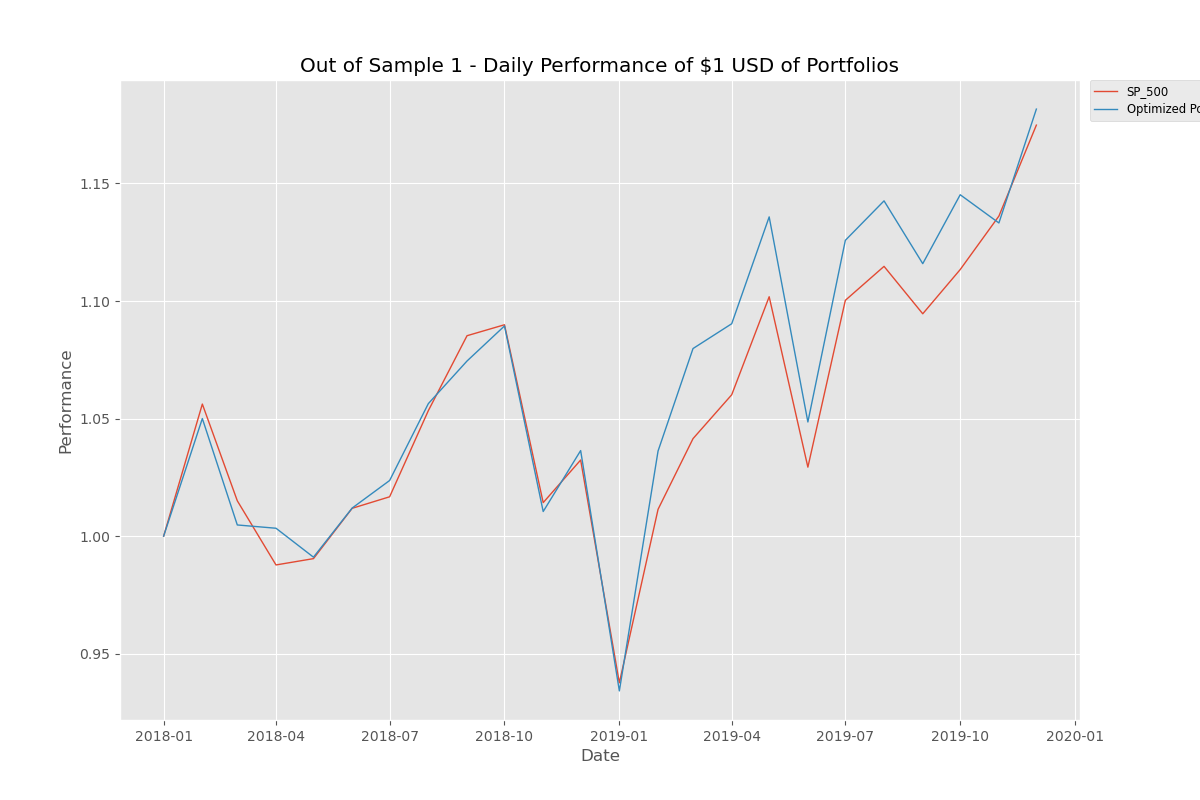 Out of Sample 1 - Daily Performance of $1 USD of Portfolios
SP_500
Optimized
1.15
1.10
1.05
1.00
0.95
Performance
2018-01
2018-04
2018-07
2018-10
2019-01
2019-04
2019-07
2019-10
2020-01
Date